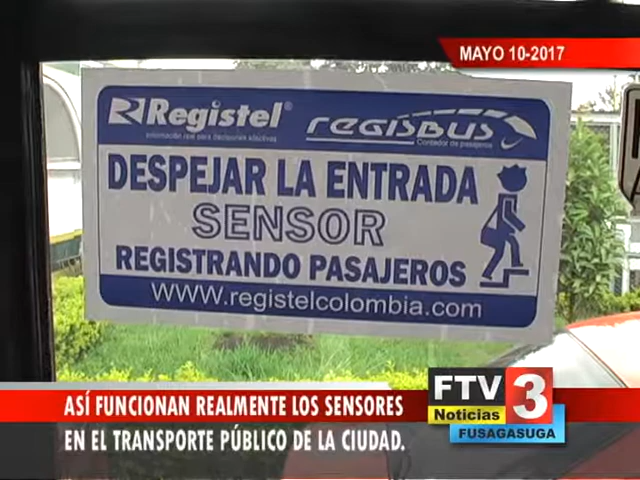 MAYO 10-2017
Registel®
Información real para decisiones efectivas
REGISBUS
Contador de pasajeros
DESPEJAR LA ENTRADA
SENSOR
REGISTRANDO PASAJEROS
WWW.registelcolombia.com
ASÍ FUNCIONAN REALMENTE LOS SENSORES
EN EL TRANSPORTE PÚBLICO DE LA CIUDAD.
FTV 3
Noticias
FUSAGASUGA